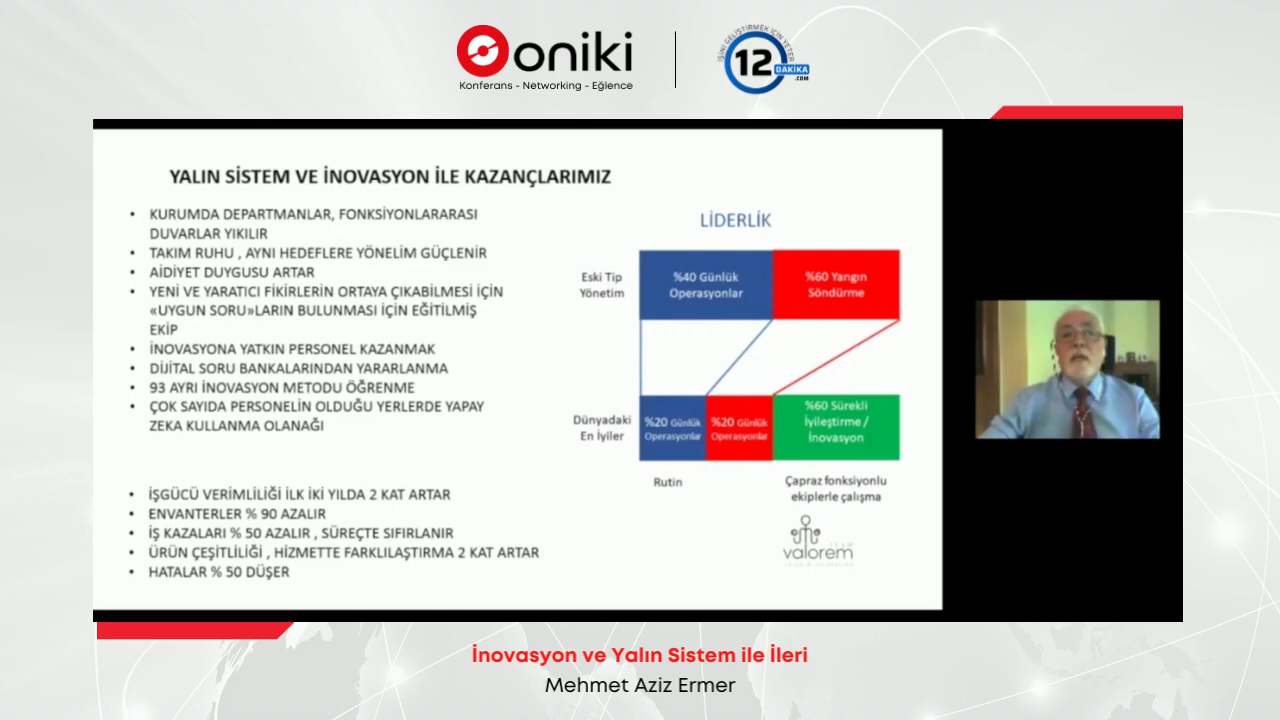 oniki
Konferans - Networking - Eğlence
İŞİNİ GELİŞTİRMEK İÇİN YETER
12
DAKİKA
.COM
YALIN SİSTEM VE İNOVASYON İLE KAZANÇLARIMIZ
• KURUMDA DEPARTMANLAR, FONKSİYONLARARASI
DUVARLAR YIKILIR
• TAKIM RUHU , AYNI HEDEFLERE YÖNELİM GÜÇLENİR
• AİDİYET DUYGUSU ARTAR
• YENİ VE YARATICI FİKİRLERİN ORTAYA ÇIKABİLMESİ İÇİN
«UYGUN SORU»LARIN BULUNMASI İÇİN EĞİTİLMİŞ
EKİP
• İNOVASYONA YATKIN PERSONEL KAZANMAK
• DİJİTAL SORU BANKALARINDAN YARARLANMA
• 93 AYRI İNOVASYON METODU ÖĞRENME
• ÇOK SAYIDA PERSONELİN OLDUĞU YERLERDE YAPAY
ZEKA KULLANMA OLANAĞI
• İŞGÜCÜ VERİMLİLİĞİ İLK İKİ YILDA 2 KAT ARTAR
• ENVANTERLER % 90 AZALIR
• İŞ KAZALARI % 50 AZALIR , SÜREÇTE SIFIRLANIR
• ÜRÜN ÇEŞİTLİLİĞİ , HİZMETTE FARKLILAŞTIRMA 2 KAT ARTAR
• HATALAR % 50 DÜŞER
LİDERLİK
Eski Tip
Yönetim
%40 Günlük
Operasyonlar
%60 Yangın
Söndürme
Dünyadaki
En İyiler
%20 Günlük
Operasyonlar
%20 Günlük
Operasyonlar
%60 Sürekli
İyileştirme /
İnovasyon
Rutin
Çapraz fonksiyonlu
ekiplerle çalışma
TEAM
valorem
İnovasyon ve Yalın Sistem ile İleri
Mehmet Aziz Ermer